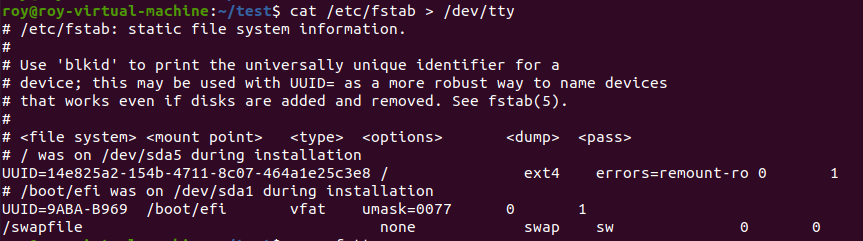 roy@roy-virtual-machine:~/test$ cat /etc/fstab > /dev/tty
# /etc/fstab: static file system information.
#
# Use 'blkid' to print the universally unique identifier for a
# device; this may be used with UUID= as a more robust way to name devices
# that works even if disks are added and removed. See fstab(5).
#
# <file system> <mount point>   <type>  <options>       <dump>  <pass>
# / was on /dev/sda5 during installation
UUID=14e825a2-154b-4711-8c07-464a1e25c3e8 /               ext4    errors=remount-ro 0       1
# /boot/efi was on /dev/sda1 during installation
UUID=9ABA-B969  /boot/efi       vfat    umask=0077      0       1
/swapfile                                 none            swap    sw              0       0